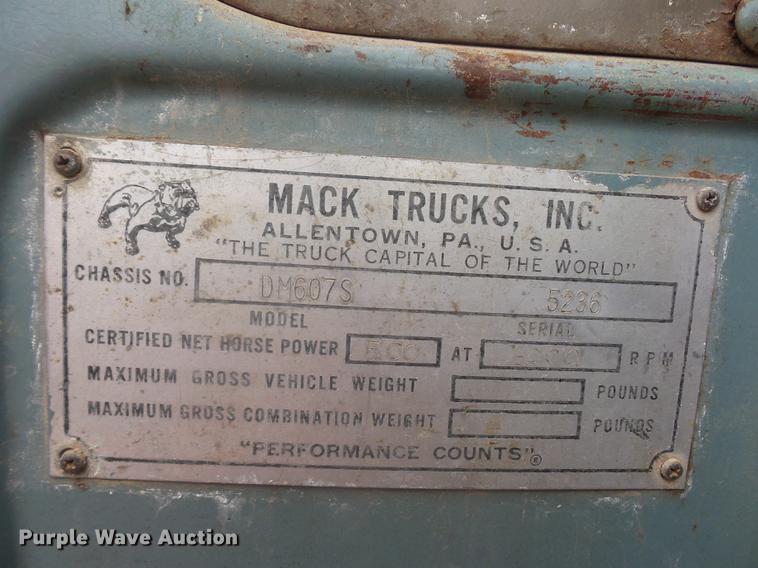 MACK TRUCKS, INC.
ALLENTOWN, PA., U.S.A.
"THE TRUCK CAPITAL OF THE WORLD"
CHASSIS NO. DM607S 5236
MODEL SERIAL
CERTIFIED NET HORSE POWER AT RPM
MAXIMUM GROSS VEHICLE WEIGHT POUNDS
MAXIMUM GROSS COMBINATION WEIGHT POUNDS
"PERFORMANCE COUNTS"®
Purple Wave Auction